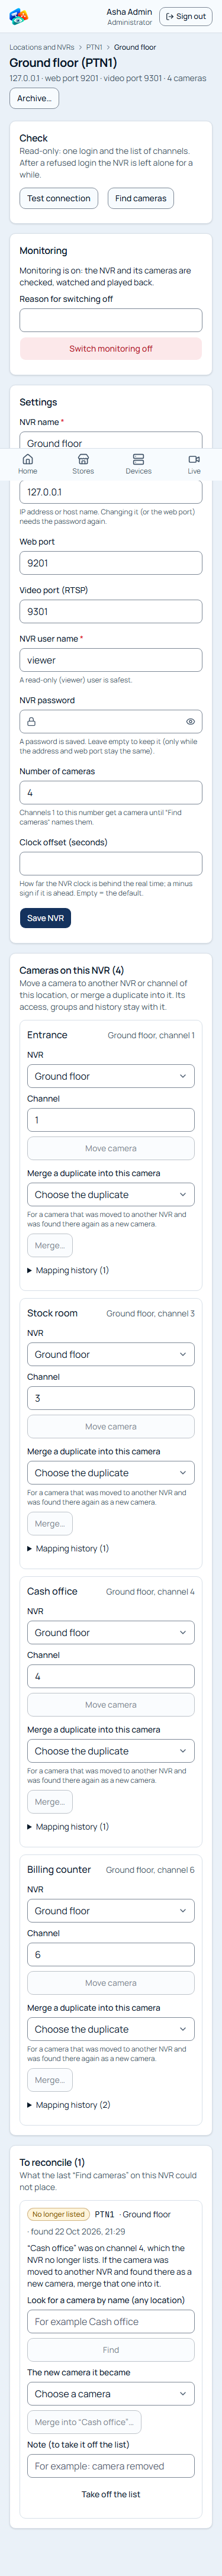 Asha Admin
Administrator
Sign out
Locations and NVRs > PTN1 > Ground floor
Ground floor (PTN1)
127.0.0.1 · web port 9201 · video port 9301 · 4 cameras
Archive...
Check
Read-only: one login and the list of channels.
After a refused login the NVR is left alone for a
while.
Test connection
Find cameras
Monitoring
Monitoring is on: the NVR and its cameras are
checked, watched and played back.
Reason for switching off
Switch monitoring off
Settings
NVR name *
Ground floor
Home
Stores
Devices
Live
127.0.0.1
IP address or host name. Changing it (or the web port)
needs the password again.
Web port
9201
Video port (RTSP)
9301
NVR user name *
viewer
A read-only (viewer) user is safest.
NVR password
A password is saved. Leave empty to keep it (only while
the address and web port stay the same).
Number of cameras
4
Channels 1 to this number get a camera until "Find
cameras" names them.
Clock offset (seconds)
How far the NVR clock is behind the real time; a minus
sign if it is ahead. Empty = the default.
Save NVR
Cameras on this NVR (4)
Move a camera to another NVR or channel of
this location, or merge a duplicate into it. Its
access, groups and history stay with it.
Entrance
Ground floor, channel 1
NVR
Ground floor
Channel
1
Move camera
Merge a duplicate into this camera
Choose the duplicate
For a camera that was moved to another NVR and
was found there again as a new camera.
Merge...
Mapping history (1)
Stock room
Ground floor, channel 3
NVR
Ground floor
Channel
3
Move camera
Merge a duplicate into this camera
Choose the duplicate
For a camera that was moved to another NVR and
was found there again as a new camera.
Merge...
Mapping history (1)
Cash office
Ground floor, channel 4
NVR
Ground floor
Channel
4
Move camera
Merge a duplicate into this camera
Choose the duplicate
For a camera that was moved to another NVR and
was found there again as a new camera.
Merge...
Mapping history (1)
Billing counter
Ground floor, channel 6
NVR
Ground floor
Channel
6
Move camera
Merge a duplicate into this camera
Choose the duplicate
For a camera that was moved to another NVR and
was found there again as a new camera.
Merge...
Mapping history (2)
To reconcile (1)
What the last "Find cameras" on this NVR could
not place.
No longer listed PTN1 · Ground floor
· found 22 Oct 2026, 21:29
"Cash office" was on channel 4, which the
NVR no longer lists. If the camera was
moved to another NVR and found there as a
new camera, merge that one into it.
Look for a camera by name (any location)
For example Cash office
Find
The new camera it became
Choose a camera
Merge into "Cash office"...
Note (to take it off the list)
For example: camera removed
Take off the list